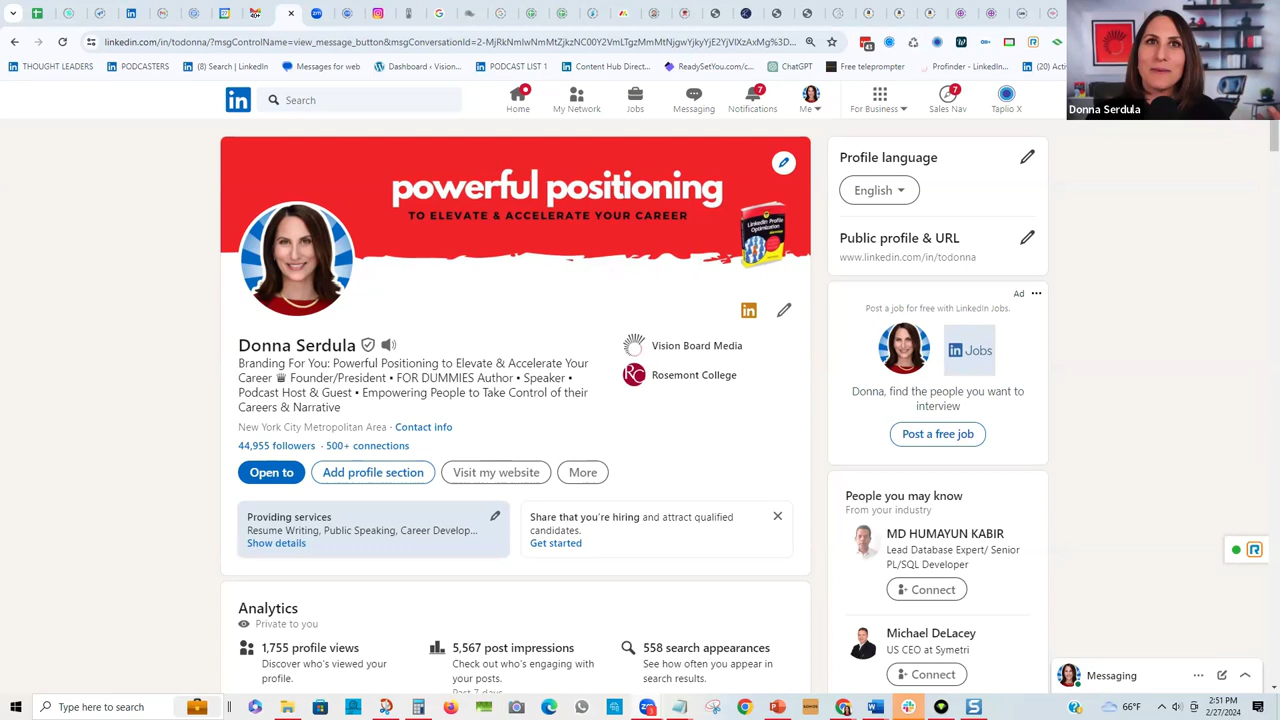 linkedin.com/in/todonna/?msgControlName=view_message_button&msgConversationId=2-MjRkNmIwNmMtZjkzNC00Y2VmLTgzMmMtNjgwYjkyYjE2YjViXzAxMg%3D...
THOUGHT LEADERS
PODCASTERS
(8) Search | LinkedIn
Messages for web
Dashboard ‹ Vision...
PODCAST LIST 1
Content Hub Direct...
ReadySetYou.com/c...
ChatGPT
Free teleprompter
Profinder - LinkedIn...
(20) Acti
Donna Serdula
Search
Home
My Network
Jobs
Messaging
7
Notifications
Me
For Business
7
Sales Nav
Taplio X
powerful positioning
TO ELEVATE & ACCELERATE YOUR CAREER
LinkedIn Profile
Optimization
Donna Serdula
Branding For You: Powerful Positioning to Elevate & Accelerate Your
Career ♕ Founder/President • FOR DUMMIES Author • Speaker •
Podcast Host & Guest • Empowering People to Take Control of their
Careers & Narrative
Vision Board Media
Rosemont College
New York City Metropolitan Area · Contact info
44,955 followers · 500+ connections
Open to
Add profile section
Visit my website
More
Providing services
Resume Writing, Public Speaking, Career Develop...
Show details
Share that you're hiring and attract qualified
candidates.
Get started
Analytics
Private to you
1,755 profile views
Discover who's viewed your
profile.
5,567 post impressions
Check out who's engaging with
your posts.
Past 7 days
558 search appearances
See how often you appear in
search results.
Profile language
English
Public profile & URL
www.linkedin.com/in/todonna
Ad
Post a job for free with LinkedIn Jobs.
in Jobs
Donna, find the people you want to
interview
Post a free job
People you may know
From your industry
MD HUMAYUN KABIR
Lead Database Expert/ Senior
PL/SQL Developer
Connect
Michael DeLacey
US CEO at Symetri
Connect
Messaging
Type here to search
66°F
2:51 PM
2/27/2024